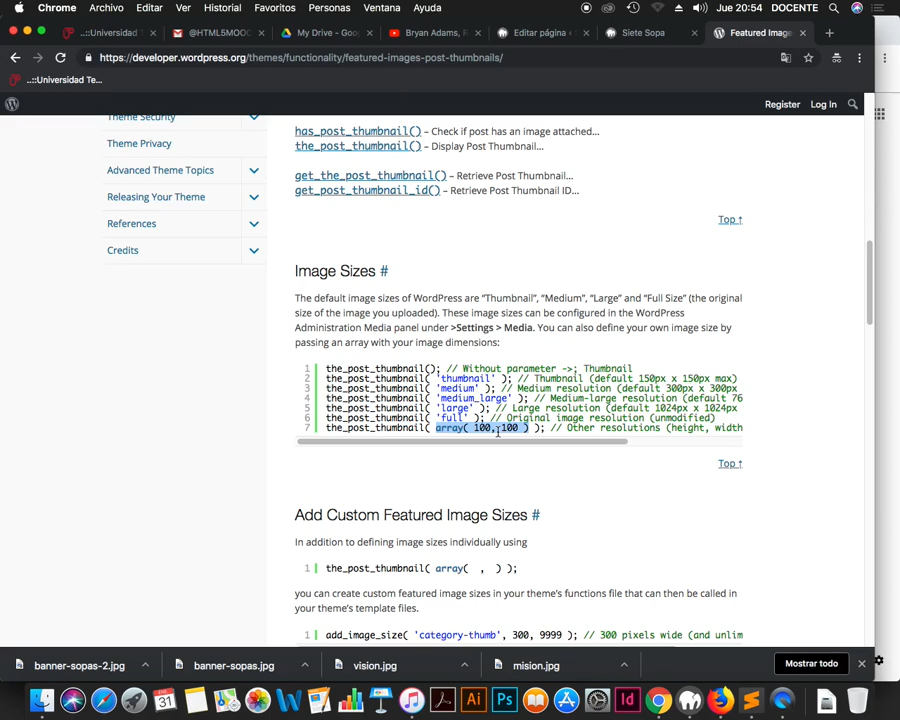 Chrome Archivo Editar Ver Historial Favoritos Personas Ventana Ayuda Jue 20:54 DOCENTE
..::Universidad Te
@HTML5MOOC
My Drive - Goo
Bryan Adams, R
Editar página
Siete Sopa
Featured Image
https://developer.wordpress.org/themes/functionality/featured-images-post-thumbnails/
..::Universidad Te...
Register Log In
Theme Security
Theme Privacy
Advanced Theme Topics
Releasing Your Theme
References
Credits
has_post_thumbnail() – Check if post has an image attached...
the_post_thumbnail() – Display Post Thumbnail...
get_the_post_thumbnail() – Retrieve Post Thumbnail...
get_post_thumbnail_id() – Retrieve Post Thumbnail ID...
Top ↑
Image Sizes #
The default image sizes of WordPress are “Thumbnail”, “Medium”, “Large” and “Full Size” (the original
size of the image you uploaded). These image sizes can be configured in the WordPress
Administration Media panel under >Settings > Media. You can also define your own image size by
passing an array with your image dimensions:
1 the_post_thumbnail(); // Without parameter ->; Thumbnail
2 the_post_thumbnail( 'thumbnail' ); // Thumbnail (default 150px x 150px max)
3 the_post_thumbnail( 'medium' ); // Medium resolution (default 300px x 300px
4 the_post_thumbnail( 'medium_large' ); // Medium-large resolution (default 76
5 the_post_thumbnail( 'large' ); // Large resolution (default 1024px x 1024px
6 the_post_thumbnail( 'full' ); // Original image resolution (unmodified)
7 the_post_thumbnail( array( 100, 100 ) ); // Other resolutions (height, width
Top ↑
Add Custom Featured Image Sizes #
In addition to defining image sizes individually using
1 the_post_thumbnail( array( , ) );
you can create custom featured image sizes in your theme’s functions file that can then be called in
your theme’s template files.
1 add_image_size( 'category-thumb', 300, 9999 ); // 300 pixels wide (and unlim
banner-sopas-2.jpg
banner-sopas.jpg
vision.jpg
mision.jpg
Mostrar todo
31
W
Ai
Ps
Id